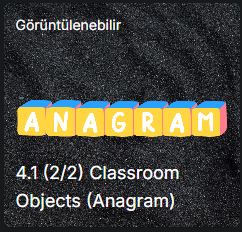 Görüntülenebilir
ANAGRAM
4.1 (2/2) Classroom
Objects (Anagram)